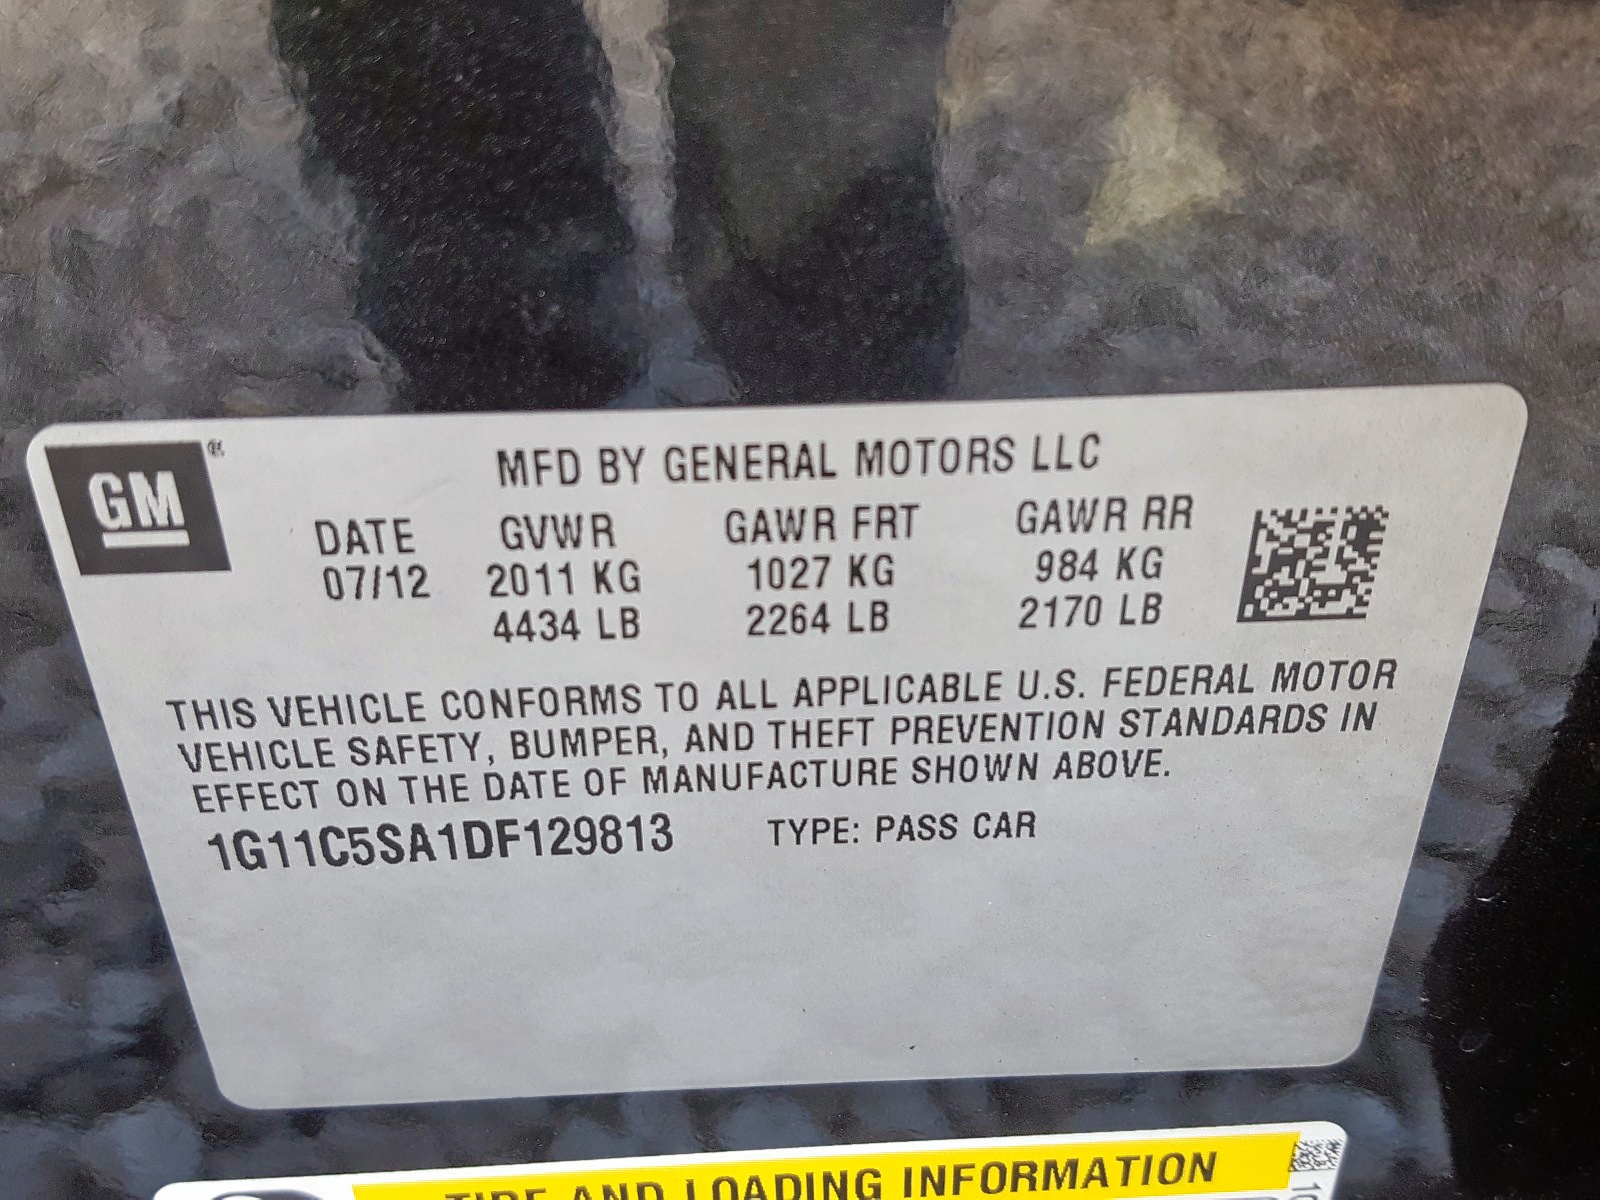 GM ®
MFD BY GENERAL MOTORS LLC
DATE GVWR GAWR FRT GAWR RR
07/12 2011 KG 1027 KG 984 KG
4434 LB 2264 LB 2170 LB
THIS VEHICLE CONFORMS TO ALL APPLICABLE U.S. FEDERAL MOTOR
VEHICLE SAFETY, BUMPER, AND THEFT PREVENTION STANDARDS IN
EFFECT ON THE DATE OF MANUFACTURE SHOWN ABOVE.
1G11C5SA1DF129813 TYPE: PASS CAR
TIRE AND LOADING INFORMATION